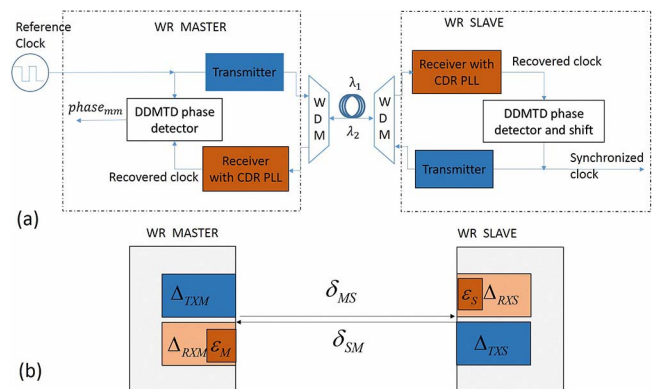 WR MASTER
WR SLAVE
Reference
Clock
Transmitter
Receiver with
CDR PLL
Recovered clock
phase_mm
DDMTD phase
detector
WDM
λ₁
λ₂
WDM
DDMTD phase
detector and shift
Receiver
with CDR PLL
Recovered clock
Transmitter
Synchronized
clock
(a)
WR MASTER
WR SLAVE
Δ_TXM
δ_MS
ε_S Δ_RXS
Δ_RXM ε_M
δ_SM
Δ_TXS
(b)